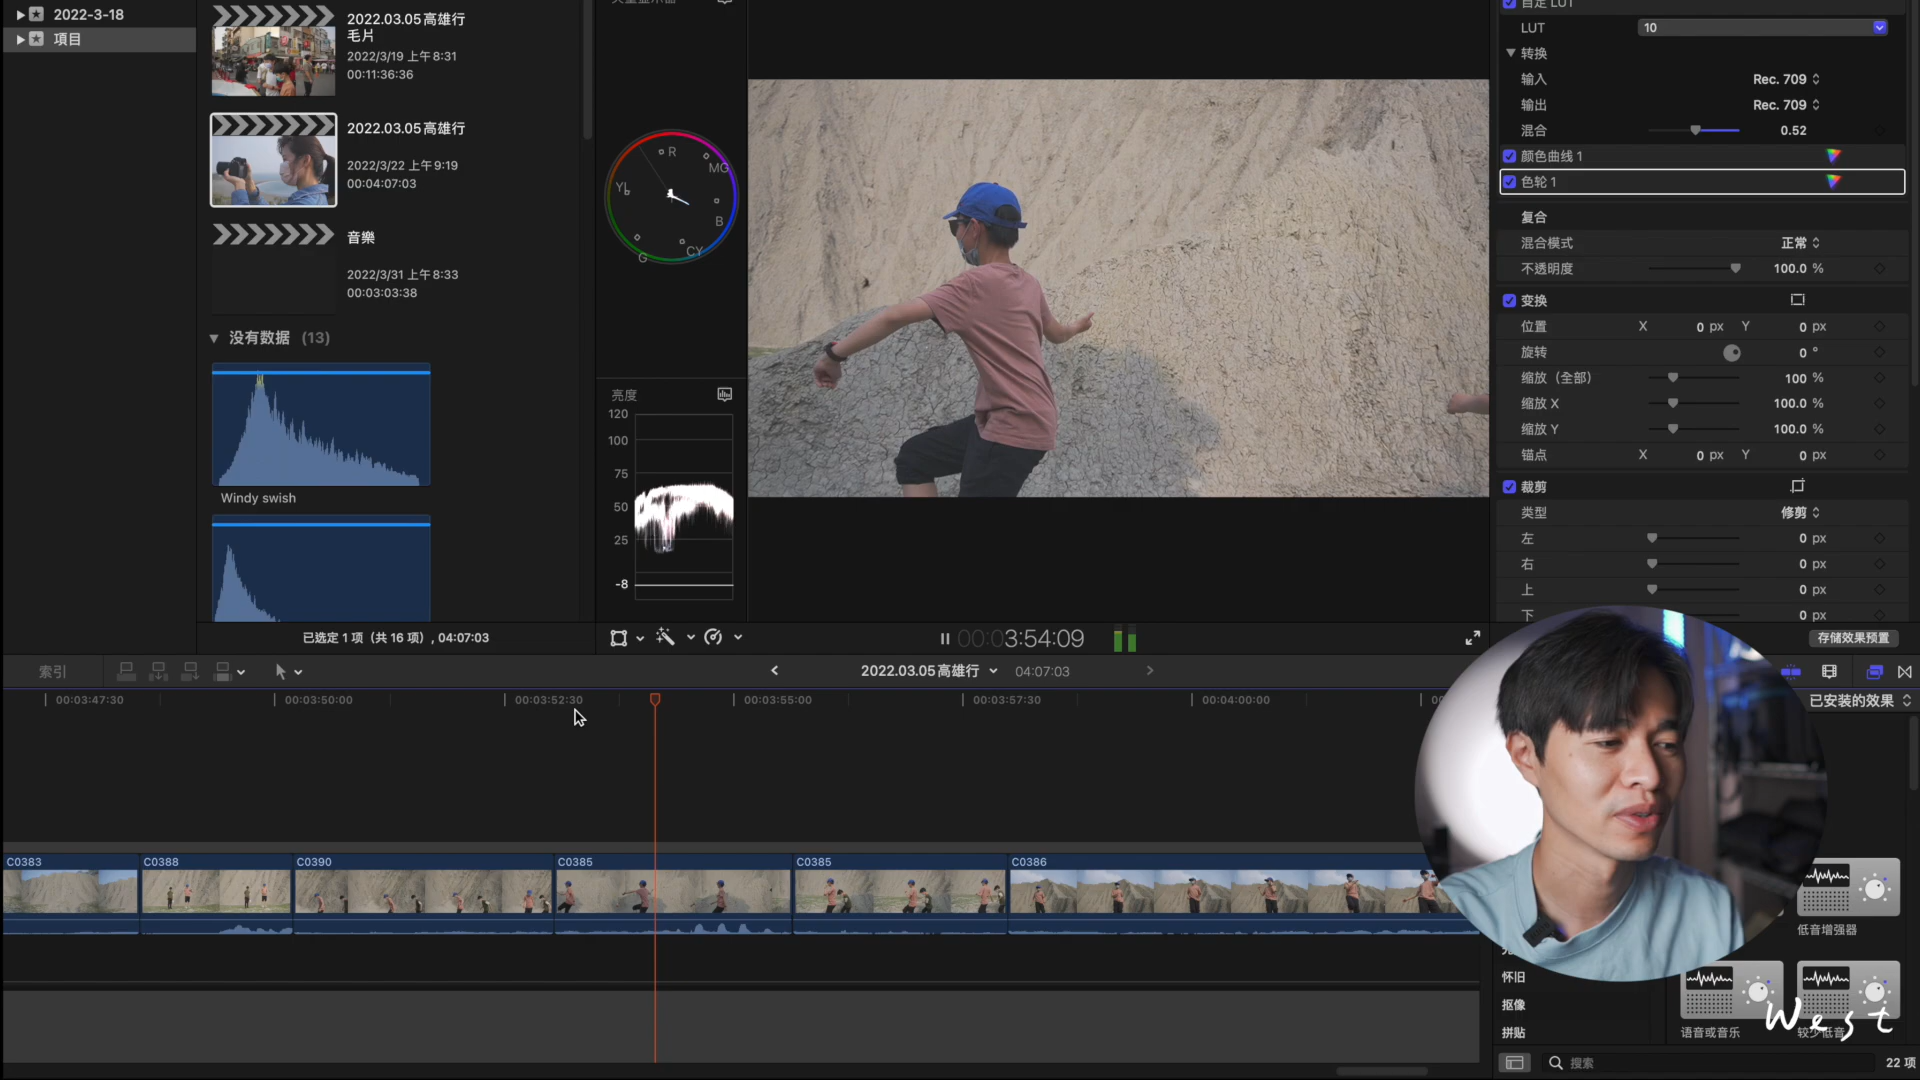 2022-3-18
項目
2022.03.05高雄行
毛片
2022/3/19 上午8:31
00:11:36:36
2022.03.05高雄行
2022/3/22 上午9:19
00:04:07:03
音樂
2022/3/31 上午8:33
00:03:03:38
没有数据 (13)
Windy swish
已选定 1 项（共 16 项）, 04:07:03
R
MG
B
CY
G
YL
亮度
120
100
75
50
25
-8
00:03:54:09
自定 LUT
LUT 10
转换
输入 Rec. 709
输出 Rec. 709
混合 0.52
颜色曲线 1
色轮 1
复合
混合模式 正常
不透明度 100.0 %
变换
位置 X 0 px Y 0 px
旋转 0 °
缩放（全部） 100 %
缩放 X 100.0 %
缩放 Y 100.0 %
锚点 X 0 px Y 0 px
裁剪
类型 修剪
左 0 px
右 0 px
上 0 px
下 0 px
存储效果预置
索引
2022.03.05高雄行 04:07:03
已安装的效果
00:03:47:30 00:03:50:00 00:03:52:30 00:03:55:00 00:03:57:30 00:04:00:00
C0383 C0388 C0390 C0385 C0385 C0386
低音增强器
怀旧
抠像
拼贴
语音或音乐
较少低音
West
搜索
22 项